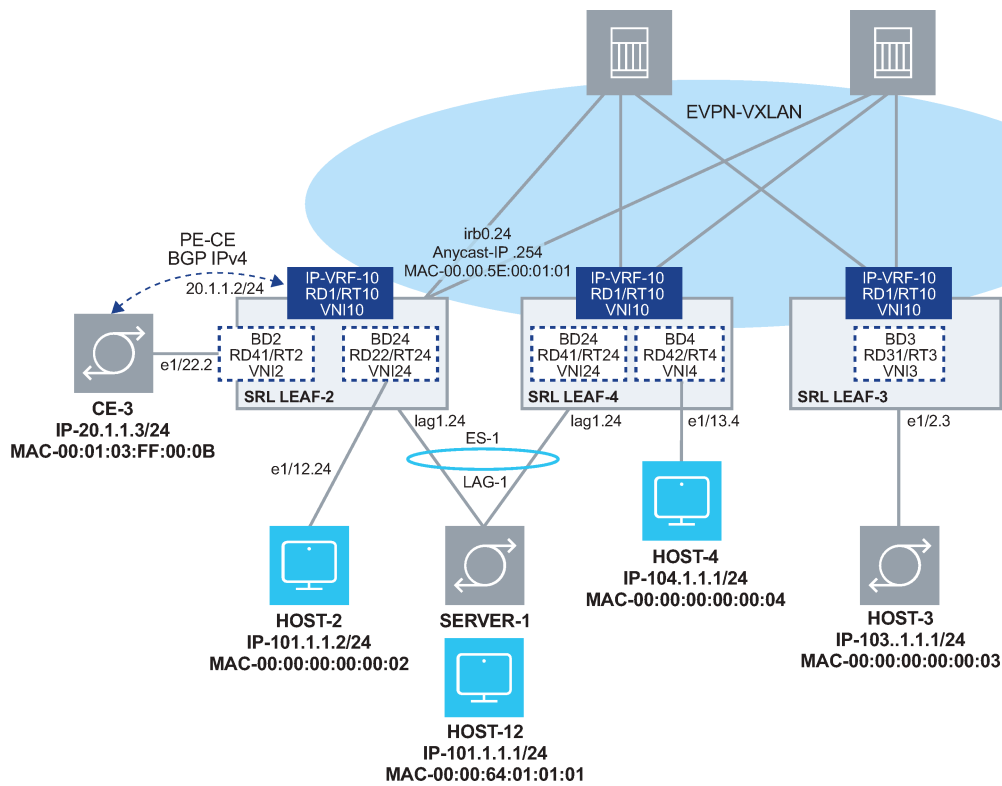 EVPN-VXLAN
irb0.24
Anycast-IP .254
MAC-00.00.5E:00:01:01
PE-CE
BGP IPv4
20.1.1.2/24
IP-VRF-10
RD1/RT10
VNI10
IP-VRF-10
RD1/RT10
VNI10
IP-VRF-10
RD1/RT10
VNI10
BD2
RD41/RT2
VNI2
BD24
RD22/RT24
VNI24
SRL LEAF-2
BD24
RD41/RT24
VNI24
BD4
RD42/RT4
VNI4
SRL LEAF-4
BD3
RD31/RT3
VNI3
SRL LEAF-3
e1/22.2
CE-3
IP-20.1.1.3/24
MAC-00:01:03:FF:00:0B
lag1.24
lag1.24
e1/13.4
e1/2.3
ES-1
LAG-1
e1/12.24
HOST-2
IP-101.1.1.2/24
MAC-00:00:00:00:00:02
SERVER-1
HOST-4
IP-104.1.1.1/24
MAC-00:00:00:00:00:04
HOST-3
IP-103..1.1.1/24
MAC-00:00:00:00:00:03
HOST-12
IP-101.1.1.1/24
MAC-00:00:64:01:01:01